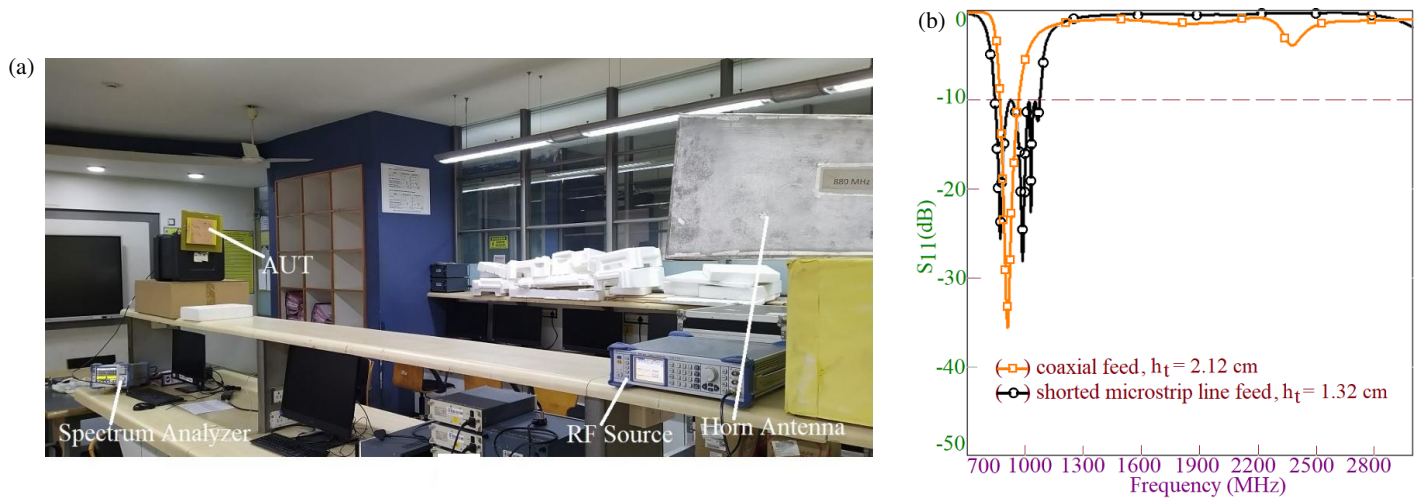 (a)
880 MHz
AUT
Spectrum Analyzer
RF Source
Horn Antenna
(b)
0
-10
-20
-30
-40
-50
S11(dB)
(-) coaxial feed, ht = 2.12 cm
(-) shorted microstrip line feed, ht = 1.32 cm
700 1000 1300 1600 1900 2200 2500 2800
Frequency (MHz)